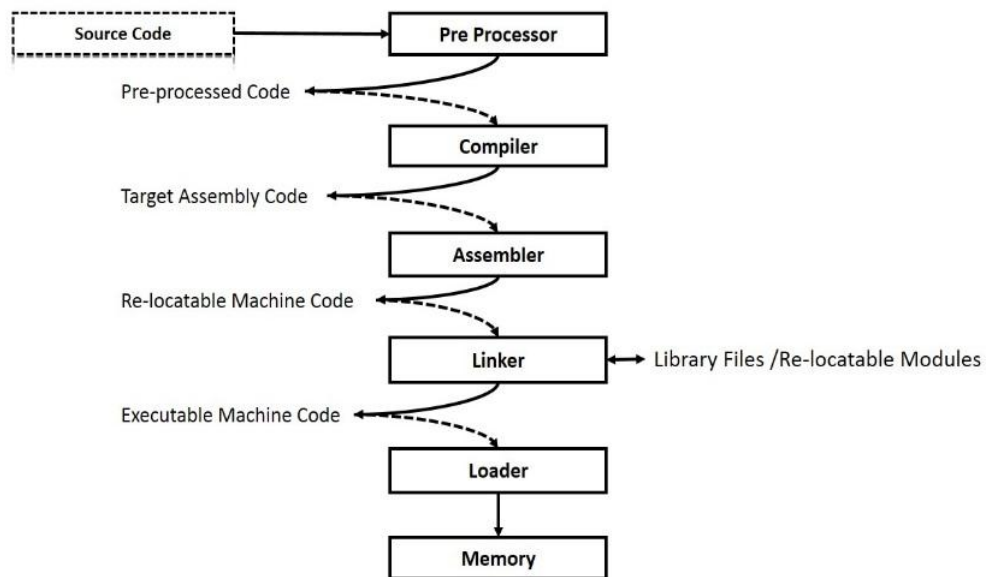 Source Code
Pre Processor
Pre-processed Code
Compiler
Target Assembly Code
Assembler
Re-locatable Machine Code
Linker
Library Files /Re-locatable Modules
Executable Machine Code
Loader
Memory